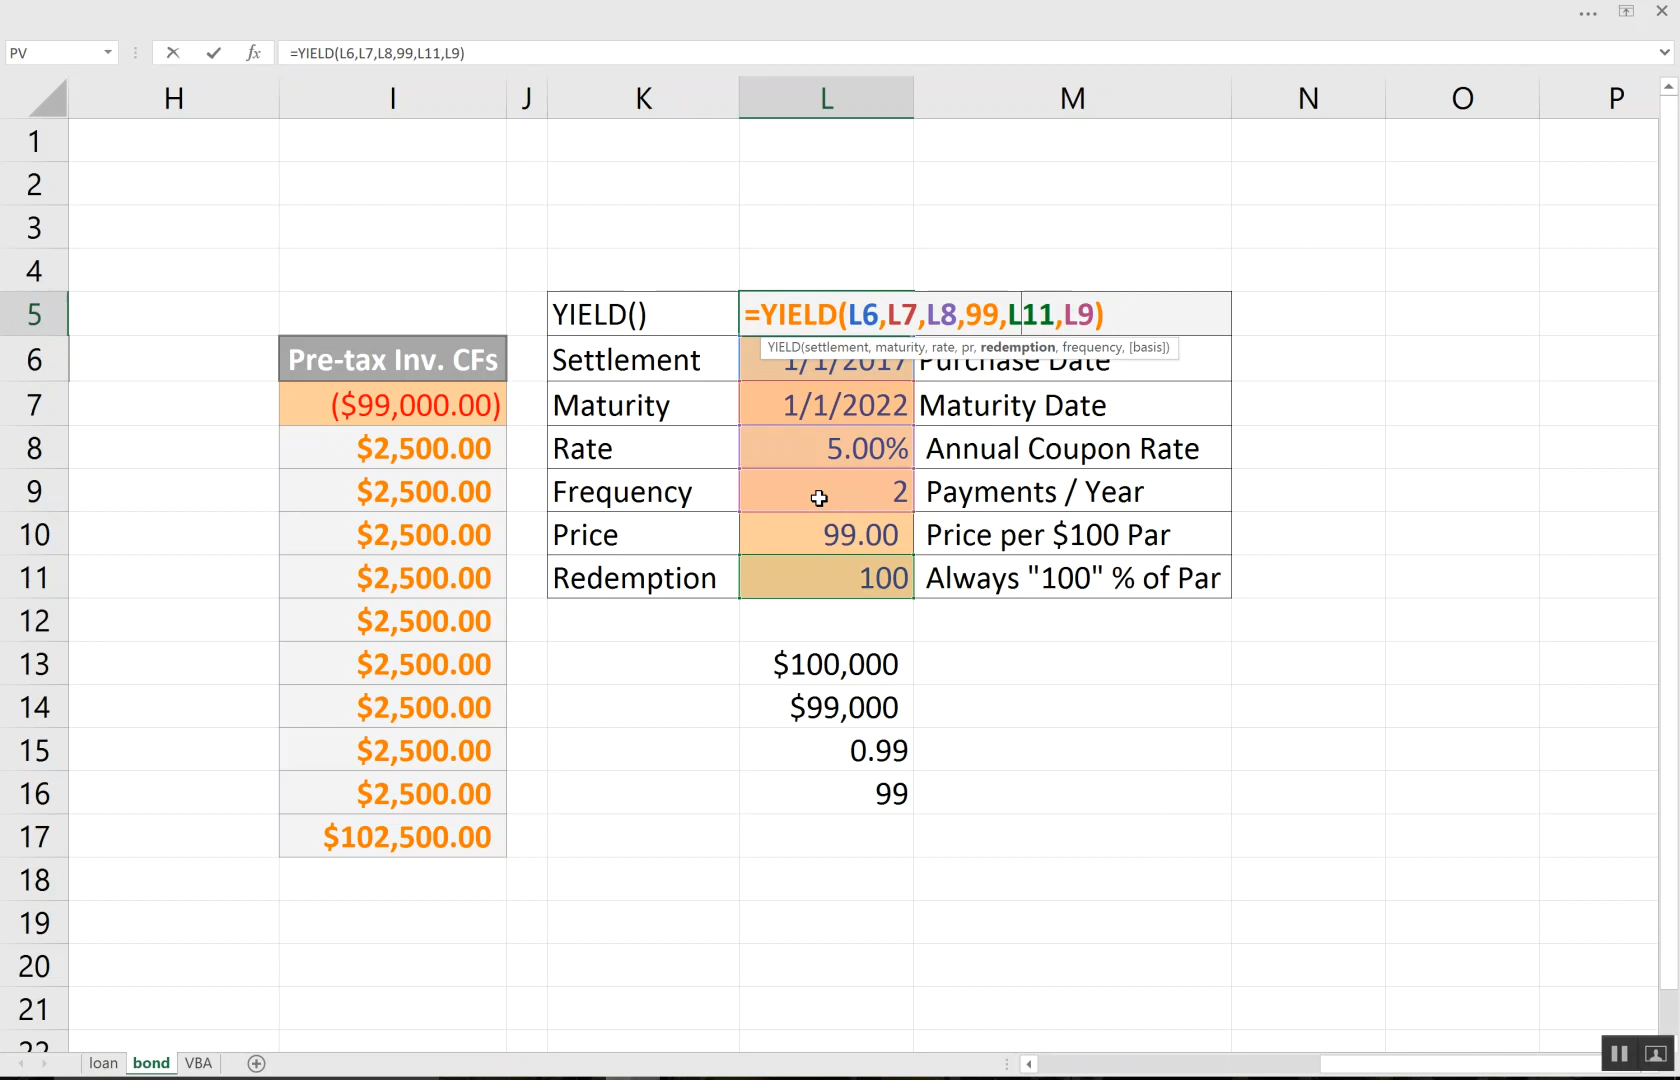 PV =YIELD(L6,L7,L8,99,L11,L9)
H I J K L M N O P
1
2
3
4
5 YIELD() =YIELD(L6,L7,L8,99,L11,L9)
YIELD(settlement, maturity, rate, pr, redemption, frequency, [basis])
6 Pre-tax Inv. CFs Settlement 1/1/2017 Purchase Date
7 ($99,000.00) Maturity 1/1/2022 Maturity Date
8 $2,500.00 Rate 5.00% Annual Coupon Rate
9 $2,500.00 Frequency 2 Payments / Year
10 $2,500.00 Price 99.00 Price per $100 Par
11 $2,500.00 Redemption 100 Always "100" % of Par
12 $2,500.00
13 $2,500.00 $100,000
14 $2,500.00 $99,000
15 $2,500.00 0.99
16 $2,500.00 99
17 $102,500.00
18
19
20
21
22
loan bond VBA